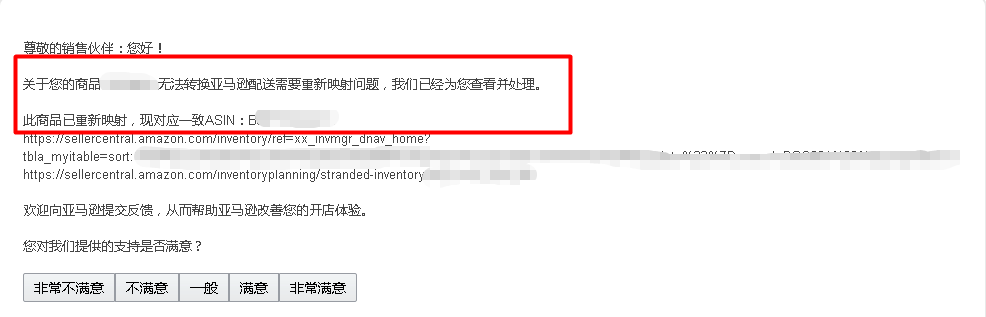 尊敬的销售伙伴：您好！
关于您的商品 无法转换亚马逊配送需要重新映射问题，我们已经为您查看并处理。
此商品已重新映射，现对应一致ASIN：B
https://sellercentral.amazon.com/inventory/ref=xx_invmgr_dnav_home?
tbla_myitable=sort:
https://sellercentral.amazon.com/inventoryplanning/stranded-inventory
欢迎向亚马逊提交反馈，从而帮助亚马逊改善您的开店体验。
您对我们提供的支持是否满意？
非常不满意 不满意 一般 满意 非常满意